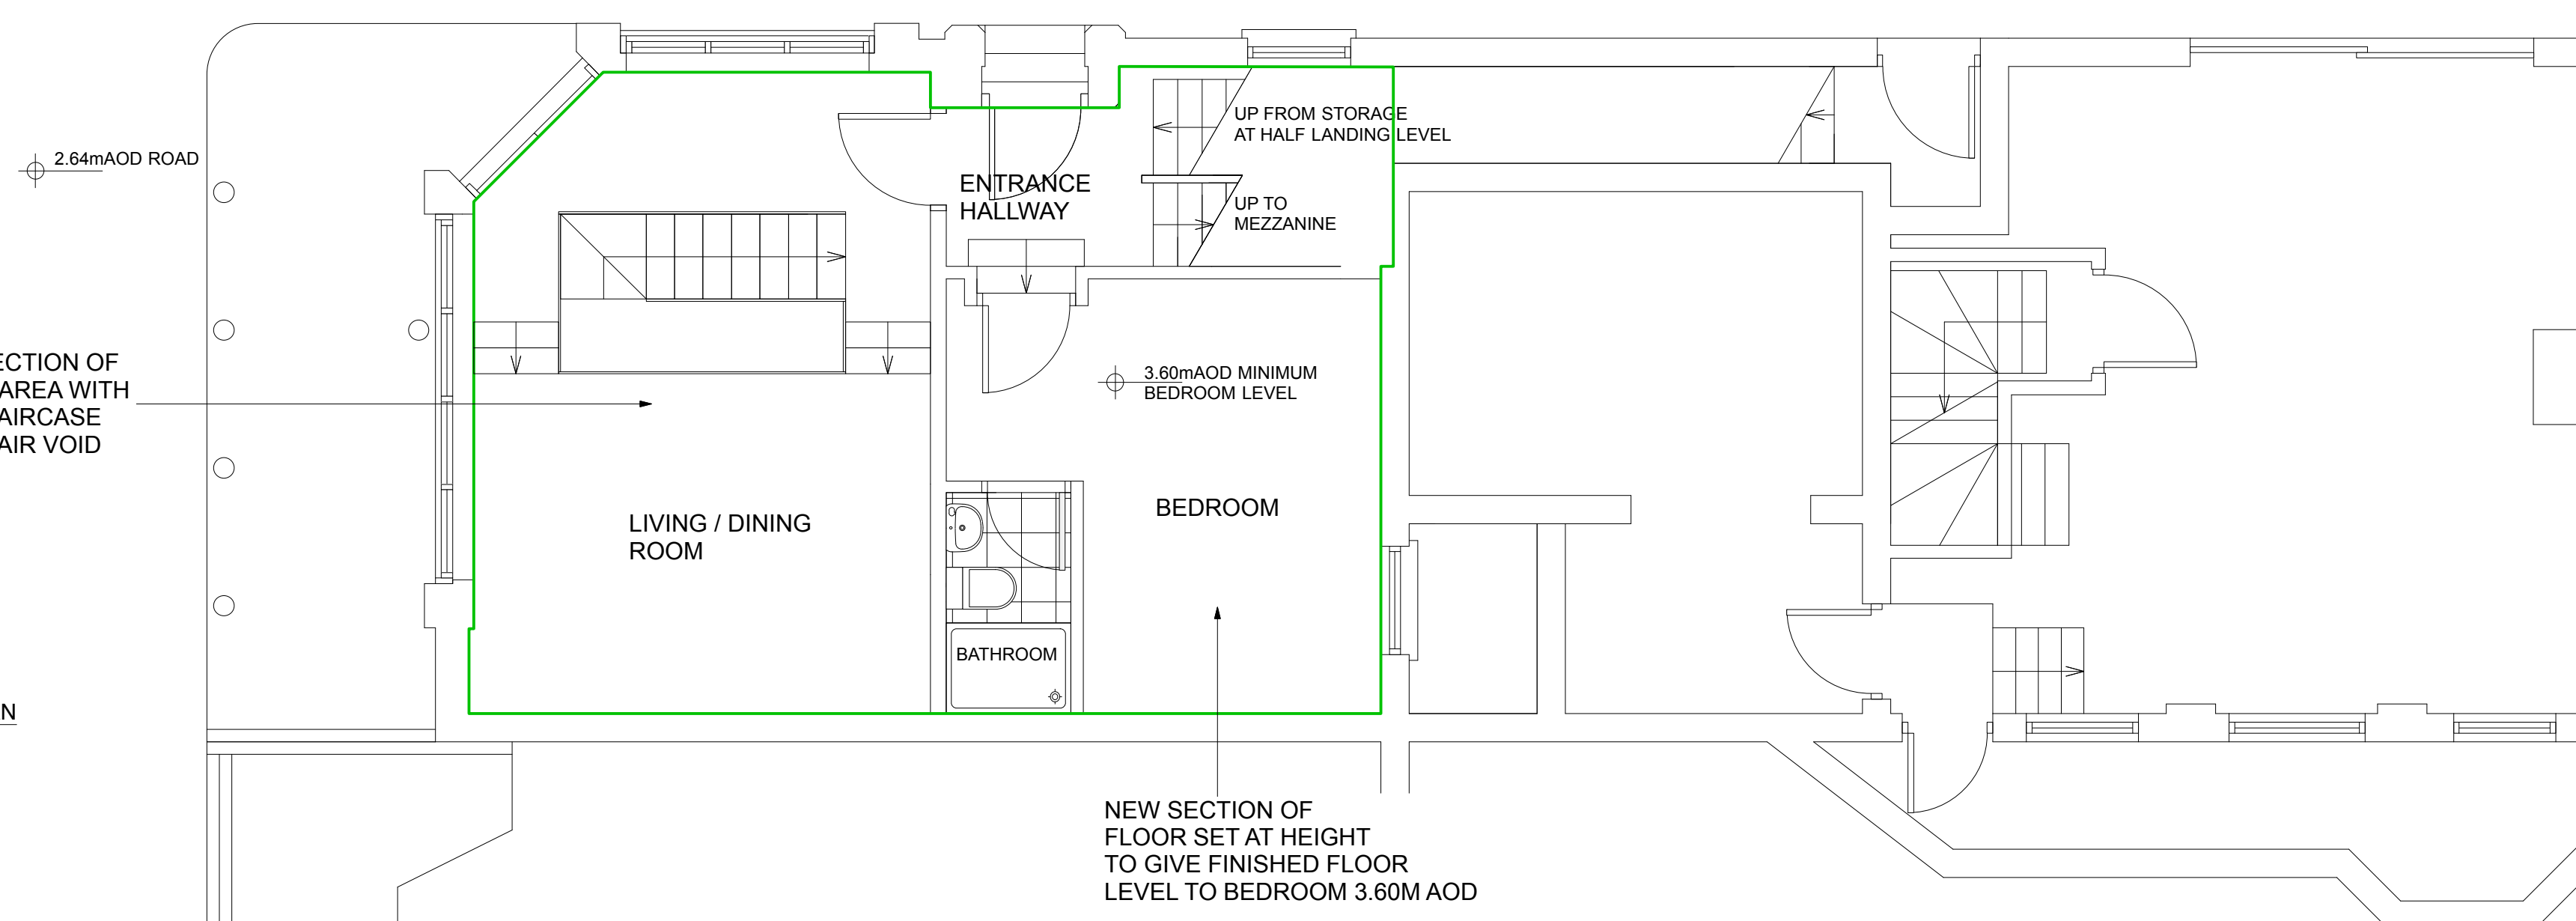 UP FROM STORAGE
AT HALF LANDING LEVEL
2.64mAOD ROAD
ENTRANCE
HALLWAY
UP TO
MEZZANINE
ECTION OF
AREA WITH
AIRCASE
AIR VOID
3.60mAOD MINIMUM
BEDROOM LEVEL
LIVING / DINING
ROOM
BEDROOM
BATHROOM
N
NEW SECTION OF
FLOOR SET AT HEIGHT
TO GIVE FINISHED FLOOR
LEVEL TO BEDROOM 3.60M AOD